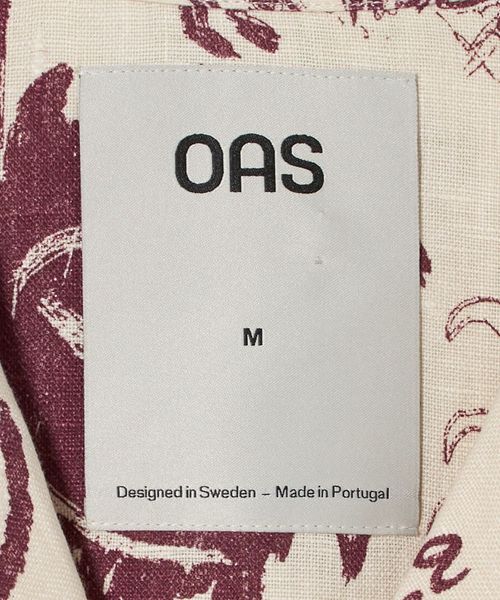 OAS
M
Designed in Sweden – Made in Portugal
a